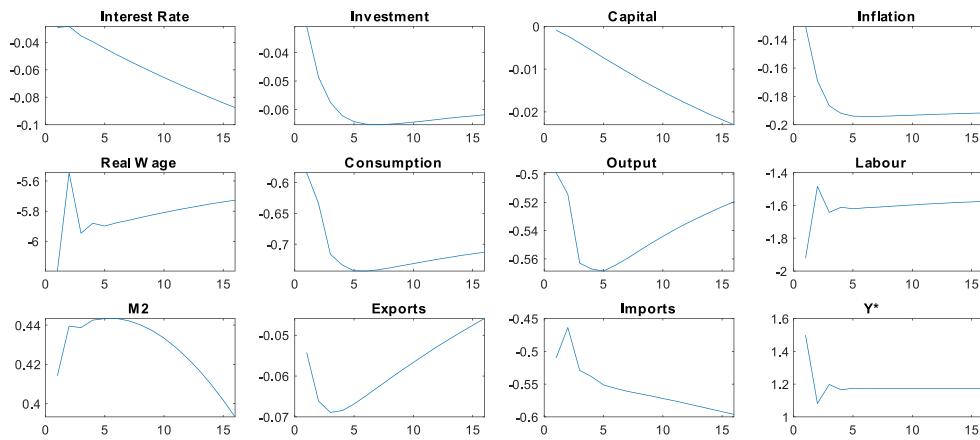 Interest Rate Investment Capital Inflation
-0.04 -0.04 0 -0.14
-0.06 -0.05 -0.01 -0.16
-0.08 -0.06 -0.02 -0.18
-0.1 -0.2
0 5 10 15 0 5 10 15 0 5 10 15 0 5 10 15
Real Wage Consumption Output Labour
-5.6 -0.6 -0.5 -1.4
-5.8 -0.65 -0.52 -1.6
-6 -0.7 -0.54 -1.8
-0.56 -2
0 5 10 15 0 5 10 15 0 5 10 15 0 5 10 15
M2 Exports Imports Y*
0.44 -0.05 -0.45 1.6
0.42 -0.06 -0.5 1.4
0.4 -0.07 -0.55 1.2
-0.6 1
0 5 10 15 0 5 10 15 0 5 10 15 0 5 10 15